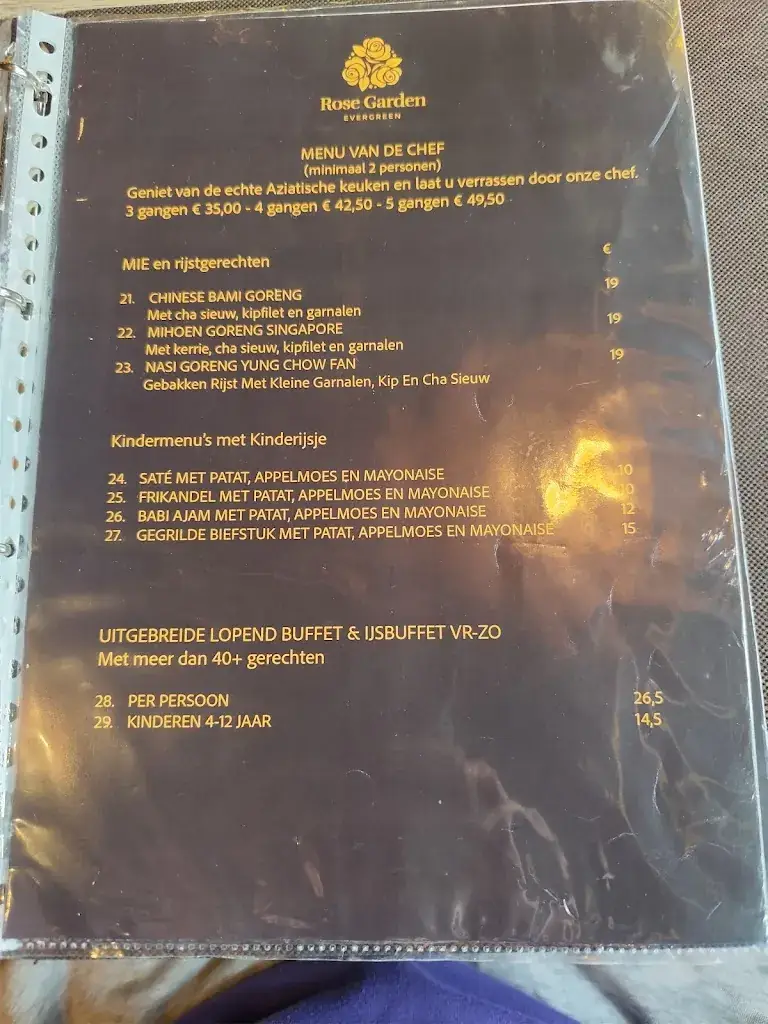 Rose Garden
EVERGREEN
MENU VAN DE CHEF
(minimaal 2 personen)
Geniet van de echte Aziatische keuken en laat u verrassen door onze chef.
3 gangen € 35,00 - 4 gangen € 42,50 - 5 gangen € 49,50
MIE en rijstgerechten €
21. CHINESE BAMI GORENG 19
Met cha sieuw, kipfilet en garnalen
22. MIHOEN GORENG SINGAPORE 19
Met kerrie, cha sieuw, kipfilet en garnalen
23. NASI GORENG YUNG CHOW FAN 19
Gebakken Rijst Met Kleine Garnalen, Kip En Cha Sieuw
Kindermenu's met Kinderijsje
24. SATÉ MET PATAT, APPELMOES EN MAYONAISE 10
25. FRIKANDEL MET PATAT, APPELMOES EN MAYONAISE 10
26. BABI AJAM MET PATAT, APPELMOES EN MAYONAISE 12
27. GEGRILDE BIEFSTUK MET PATAT, APPELMOES EN MAYONAISE 15
UITGEBREIDE LOPEND BUFFET & IJSBUFFET VR-ZO
Met meer dan 40+ gerechten
28. PER PERSOON 26,5
29. KINDEREN 4-12 JAAR 14,5